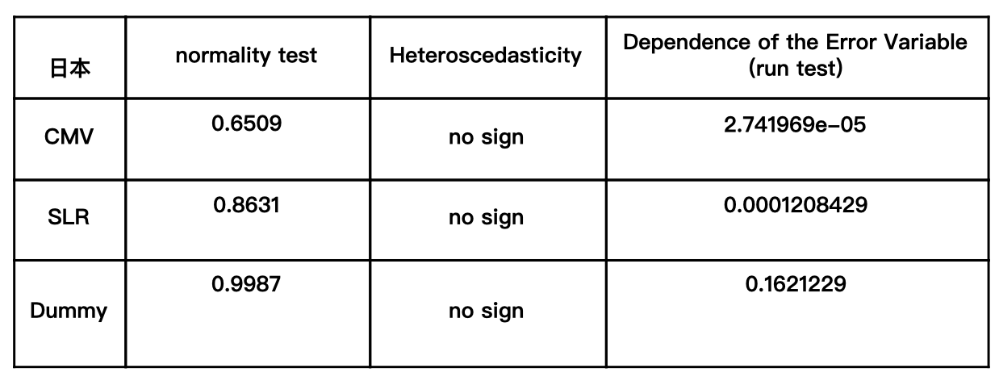 日本
normality test
Heteroscedasticity
Dependence of the Error Variable
(run test)
CMV
0.6509
no sign
2.741969e-05
SLR
0.8631
no sign
0.0001208429
Dummy
0.9987
no sign
0.1621229